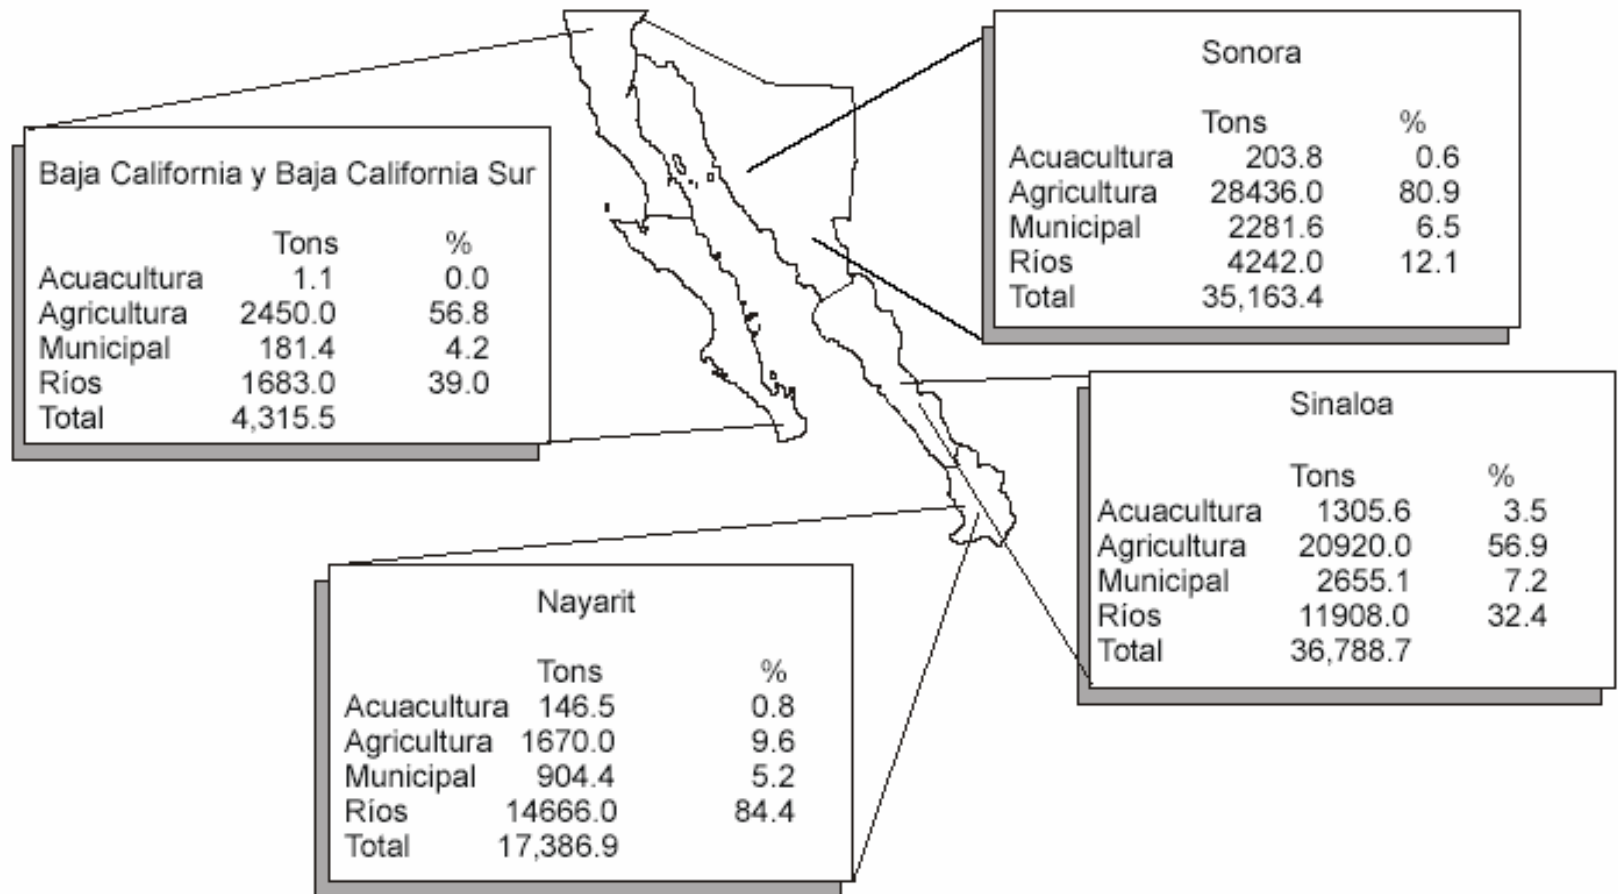 Baja California y Baja California Sur
Tons %
Acuacultura 1.1 0.0
Agricultura 2450.0 56.8
Municipal 181.4 4.2
Ríos 1683.0 39.0
Total 4,315.5
Sonora
Tons %
Acuacultura 203.8 0.6
Agricultura 28436.0 80.9
Municipal 2281.6 6.5
Ríos 4242.0 12.1
Total 35,163.4
Sinaloa
Tons %
Acuacultura 1305.6 3.5
Agricultura 20920.0 56.9
Municipal 2655.1 7.2
Ríos 11908.0 32.4
Total 36,788.7
Nayarit
Tons %
Acuacultura 146.5 0.8
Agricultura 1670.0 9.6
Municipal 904.4 5.2
Ríos 14666.0 84.4
Total 17,386.9